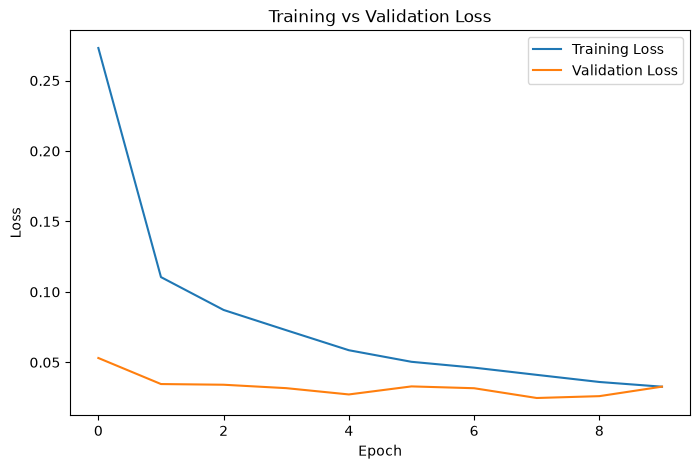 Training vs Validation Loss
Training Loss
Validation Loss
0.25
0.20
0.15
0.10
0.05
Loss
0 2 4 6 8
Epoch